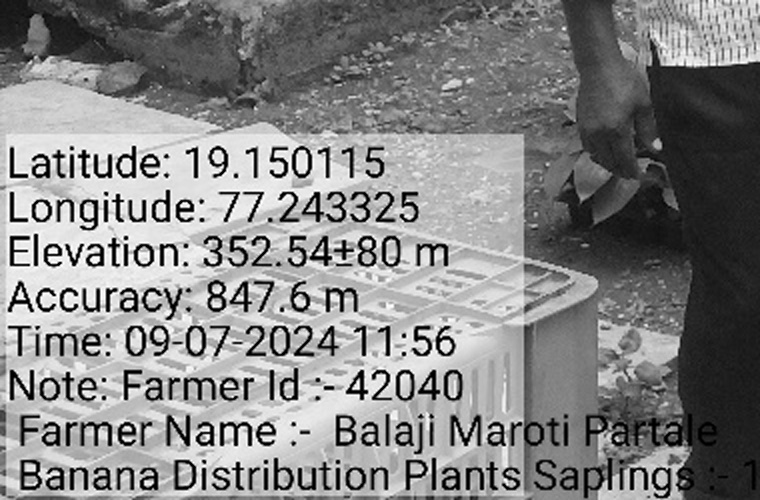 Latitude: 19.150115
Longitude: 77.243325
Elevation: 352.54±80 m
Accuracy: 847.6 m
Time: 09-07-2024 11:56
Note: Farmer Id :- 42040
Farmer Name :- Balaji Maroti Partale
Banana Distribution Plants Saplings :- 1